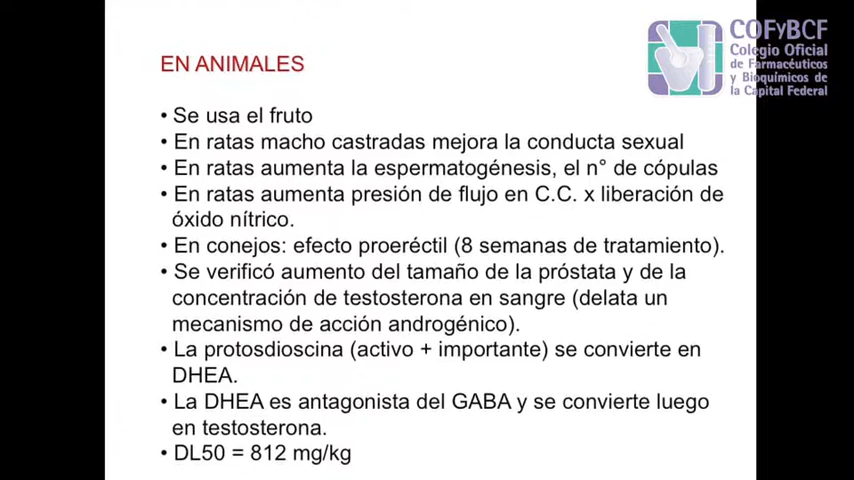 COFyBCF
Colegio Oficial
de Farmacéuticos
y Bioquímicos de
la Capital Federal
EN ANIMALES
• Se usa el fruto
• En ratas macho castradas mejora la conducta sexual
• En ratas aumenta la espermatogénesis, el n° de cópulas
• En ratas aumenta presión de flujo en C.C. x liberación de
óxido nítrico.
• En conejos: efecto proeréctil (8 semanas de tratamiento).
• Se verificó aumento del tamaño de la próstata y de la
concentración de testosterona en sangre (delata un
mecanismo de acción androgénico).
• La protosdioscina (activo + importante) se convierte en
DHEA.
• La DHEA es antagonista del GABA y se convierte luego
en testosterona.
• DL50 = 812 mg/kg